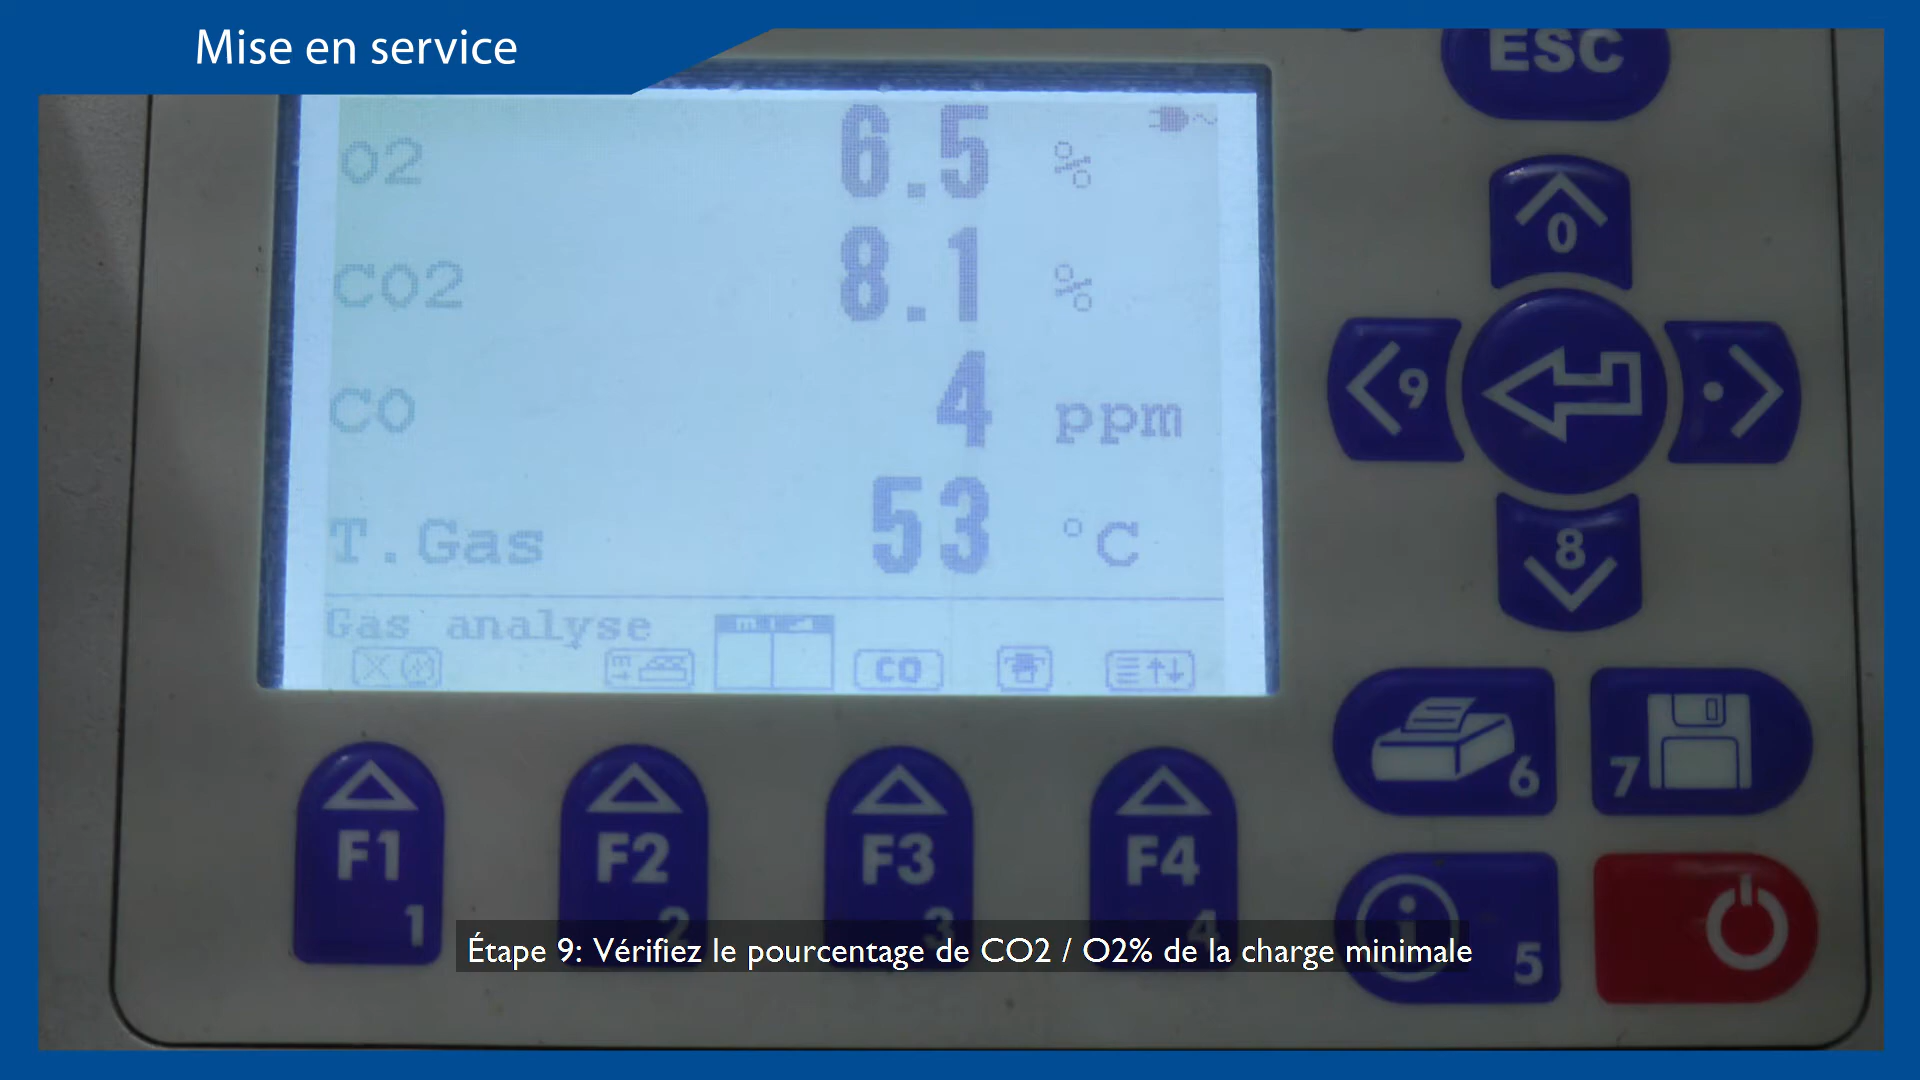 Mise en service
ESC
O2 6.5 %
CO2 8.1 %
CO 4 ppm
T.Gas 53 °C
Gas analyse
CO
0
9
8
6
7
F1
1
F2
2
F3
3
F4
4
5
Étape 9: Vérifiez le pourcentage de CO2 / O2% de la charge minimale